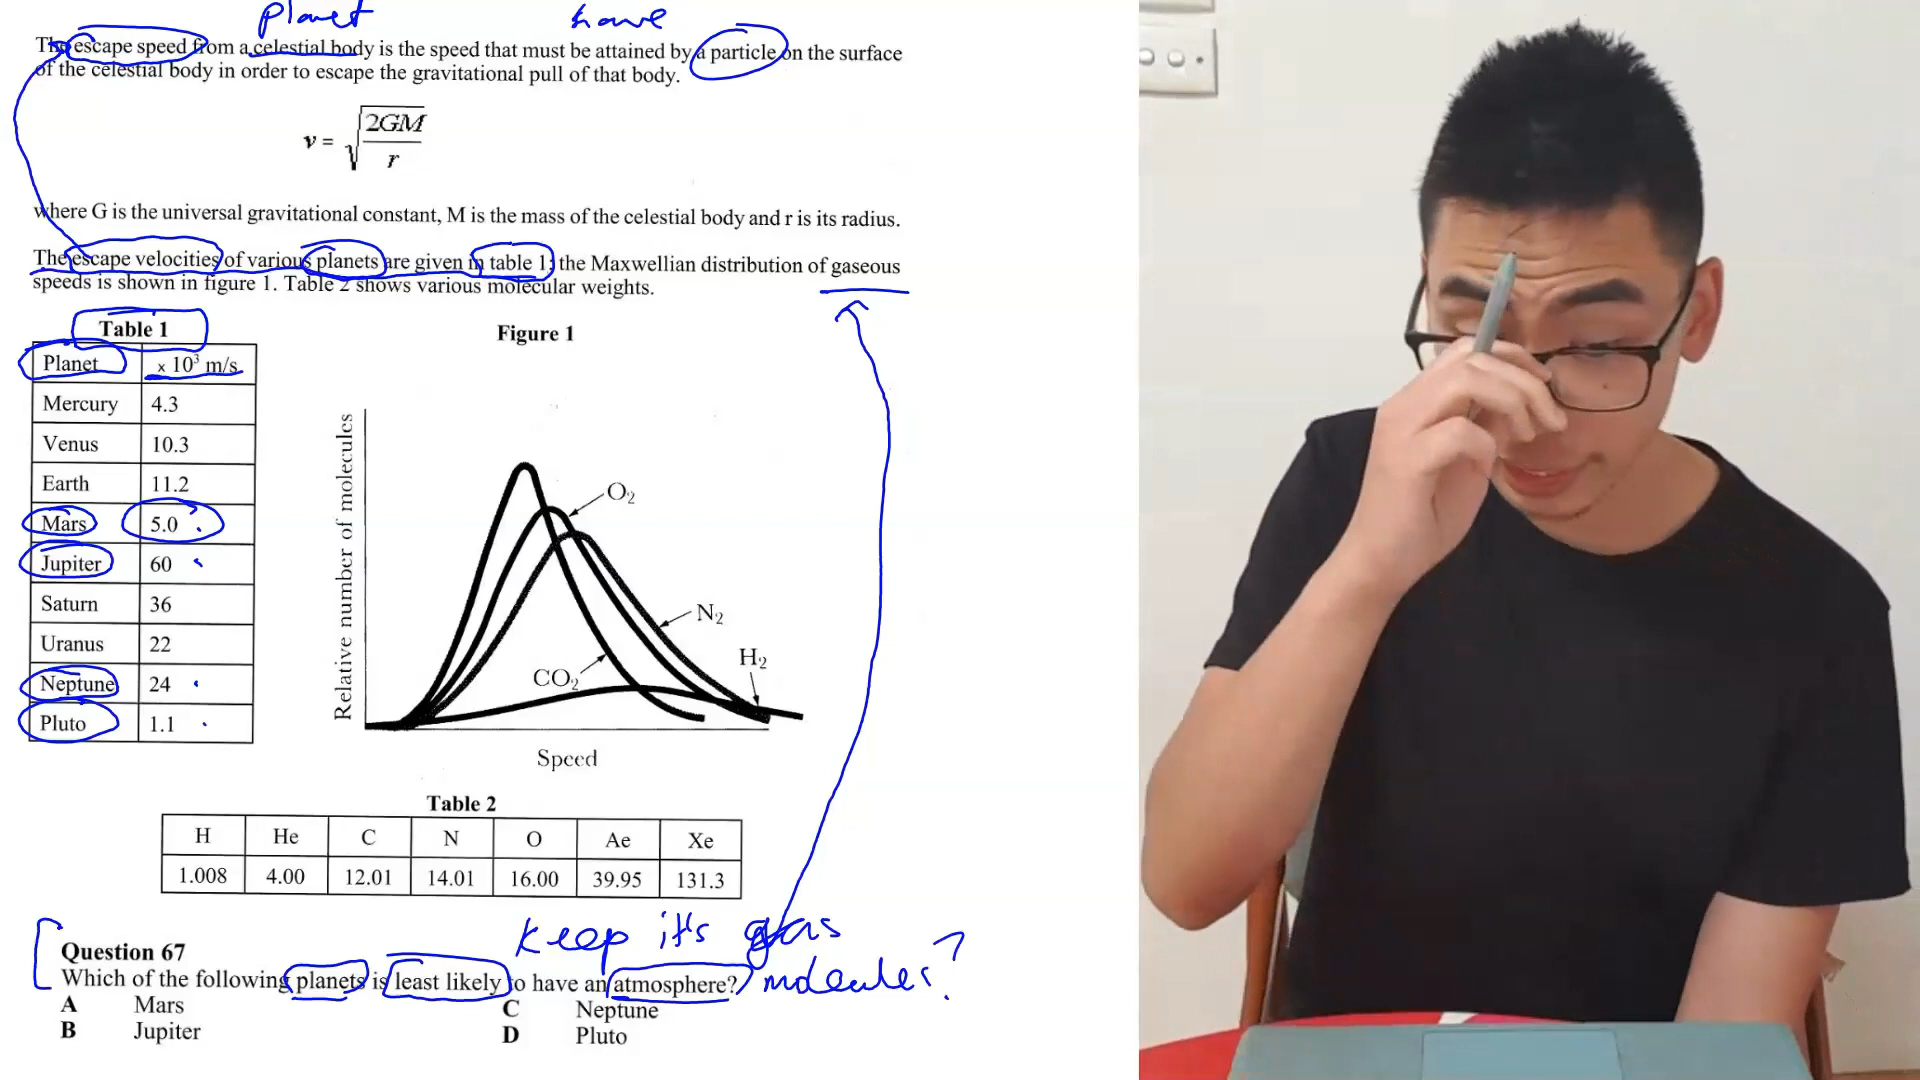 planet have
The escape speed from a celestial body is the speed that must be attained by a particle on the surface
of the celestial body in order to escape the gravitational pull of that body.
v = √(2GM/r)
where G is the universal gravitational constant, M is the mass of the celestial body and r is its radius.
The escape velocities of various planets are given in table 1; the Maxwellian distribution of gaseous
speeds is shown in figure 1. Table 2 shows various molecular weights.
Table 1
Planet x 10³ m/s
Mercury 4.3
Venus 10.3
Earth 11.2
Mars 5.0
Jupiter 60
Saturn 36
Uranus 22
Neptune 24
Pluto 1.1
Figure 1
Relative number of molecules
O₂
N₂
H₂
CO₂
Speed
Table 2
H He C N O Ae Xe
1.008 4.00 12.01 14.01 16.00 39.95 131.3
keep it's gas
molecules?
Question 67
Which of the following planets is least likely to have an atmosphere?
A Mars C Neptune
B Jupiter D Pluto